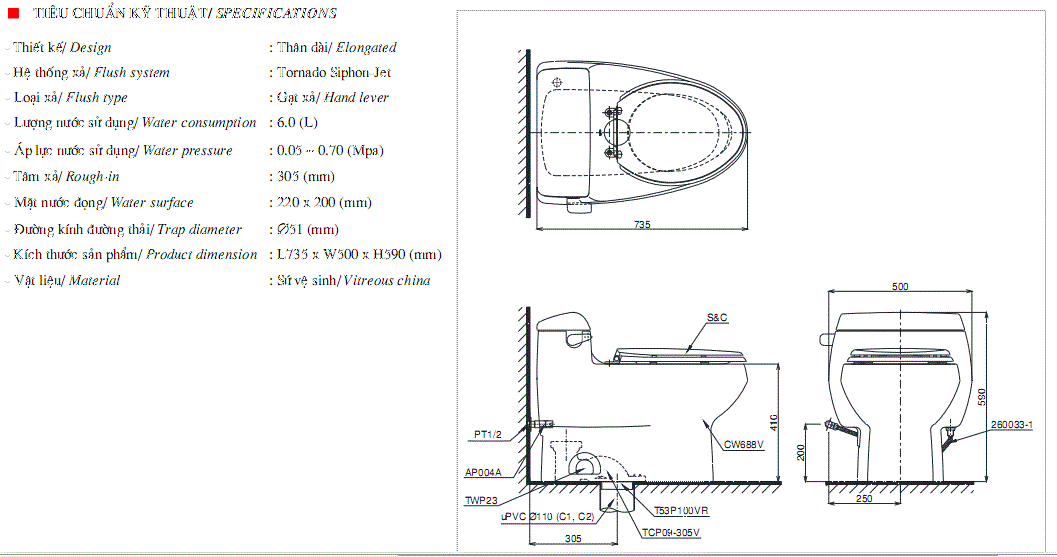 TIÊU CHUẨN KỸ THUẬT/ SPECIFICATIONS
- Thiết kế/ Design : Thân dài/ Elongated
- Hệ thống xả/ Flush system : Tornado Siphon-Jet
- Loại xả/ Flush type : Gạt xả/ Hand lever
- Lượng nước sử dụng/ Water consumption : 6.0 (L)
- Áp lực nước sử dụng/ Water pressure : 0.05 ~ 0.70 (Mpa)
- Tâm xả/ Rough-in : 305 (mm)
- Mặt nước đọng/ Water surface : 220 x 200 (mm)
- Đường kính đường thải/ Trap diameter : Ø51 (mm)
- Kích thước sản phẩm/ Product dimension : L735 x W500 x H590 (mm)
- Vật liệu/ Material : Sứ vệ sinh/ Vitreous china
735
500
S&C
590
410
260033-1
PT1/2
CW688V
200
AP004A
TWP23
250
uPVC Ø110 (C1, C2)
T53P100VR
TCP09-305V
305